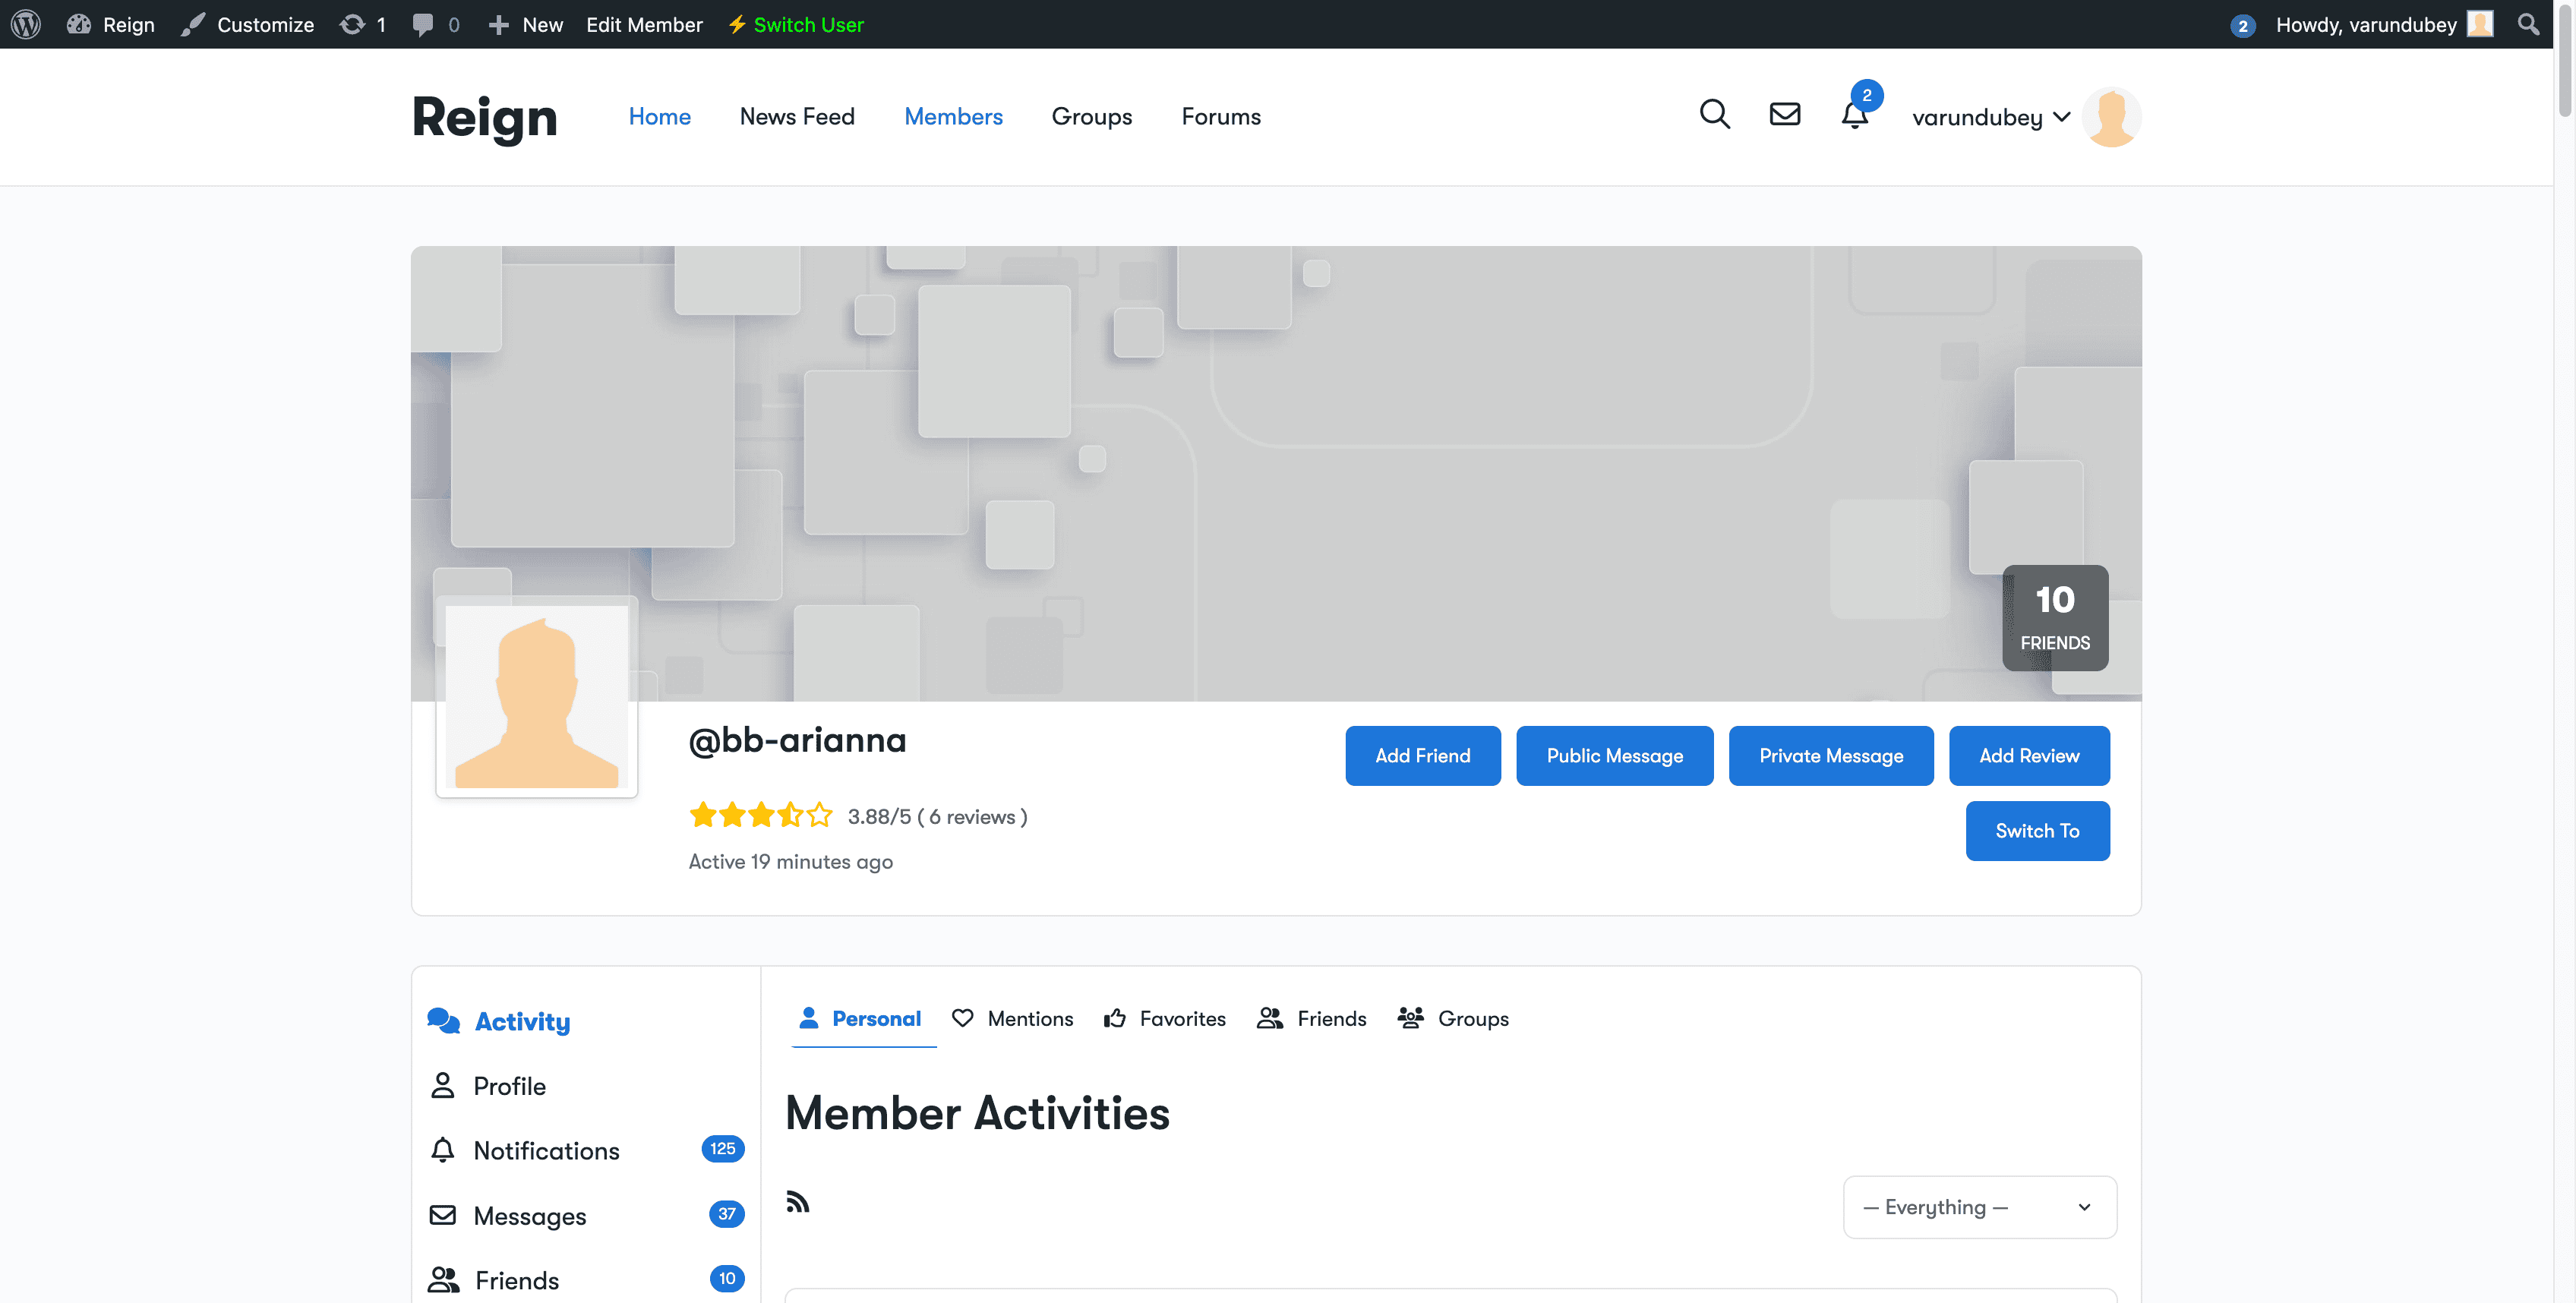 Reign Customize 1 0 New Edit Member Switch User 2 Howdy, varundubey
Reign Home News Feed Members Groups Forums 2 varundubey
10
FRIENDS
@bb-arianna
Add Friend Public Message Private Message Add Review
3.88/5 ( 6 reviews )
Switch To
Active 19 minutes ago
Activity
Personal Mentions Favorites Friends Groups
Profile
Member Activities
Notifications 125
Messages 37
— Everything —
Friends 10